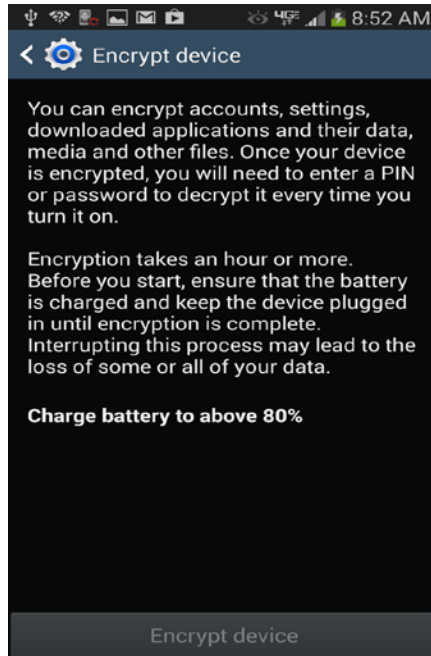 4G LTE 8:52 AM
Encrypt device
You can encrypt accounts, settings,
downloaded applications and their data,
media and other files. Once your device
is encrypted, you will need to enter a PIN
or password to decrypt it every time you
turn it on.
Encryption takes an hour or more.
Before you start, ensure that the battery
is charged and keep the device plugged
in until encryption is complete.
Interrupting this process may lead to the
loss of some or all of your data.
Charge battery to above 80%
Encrypt device